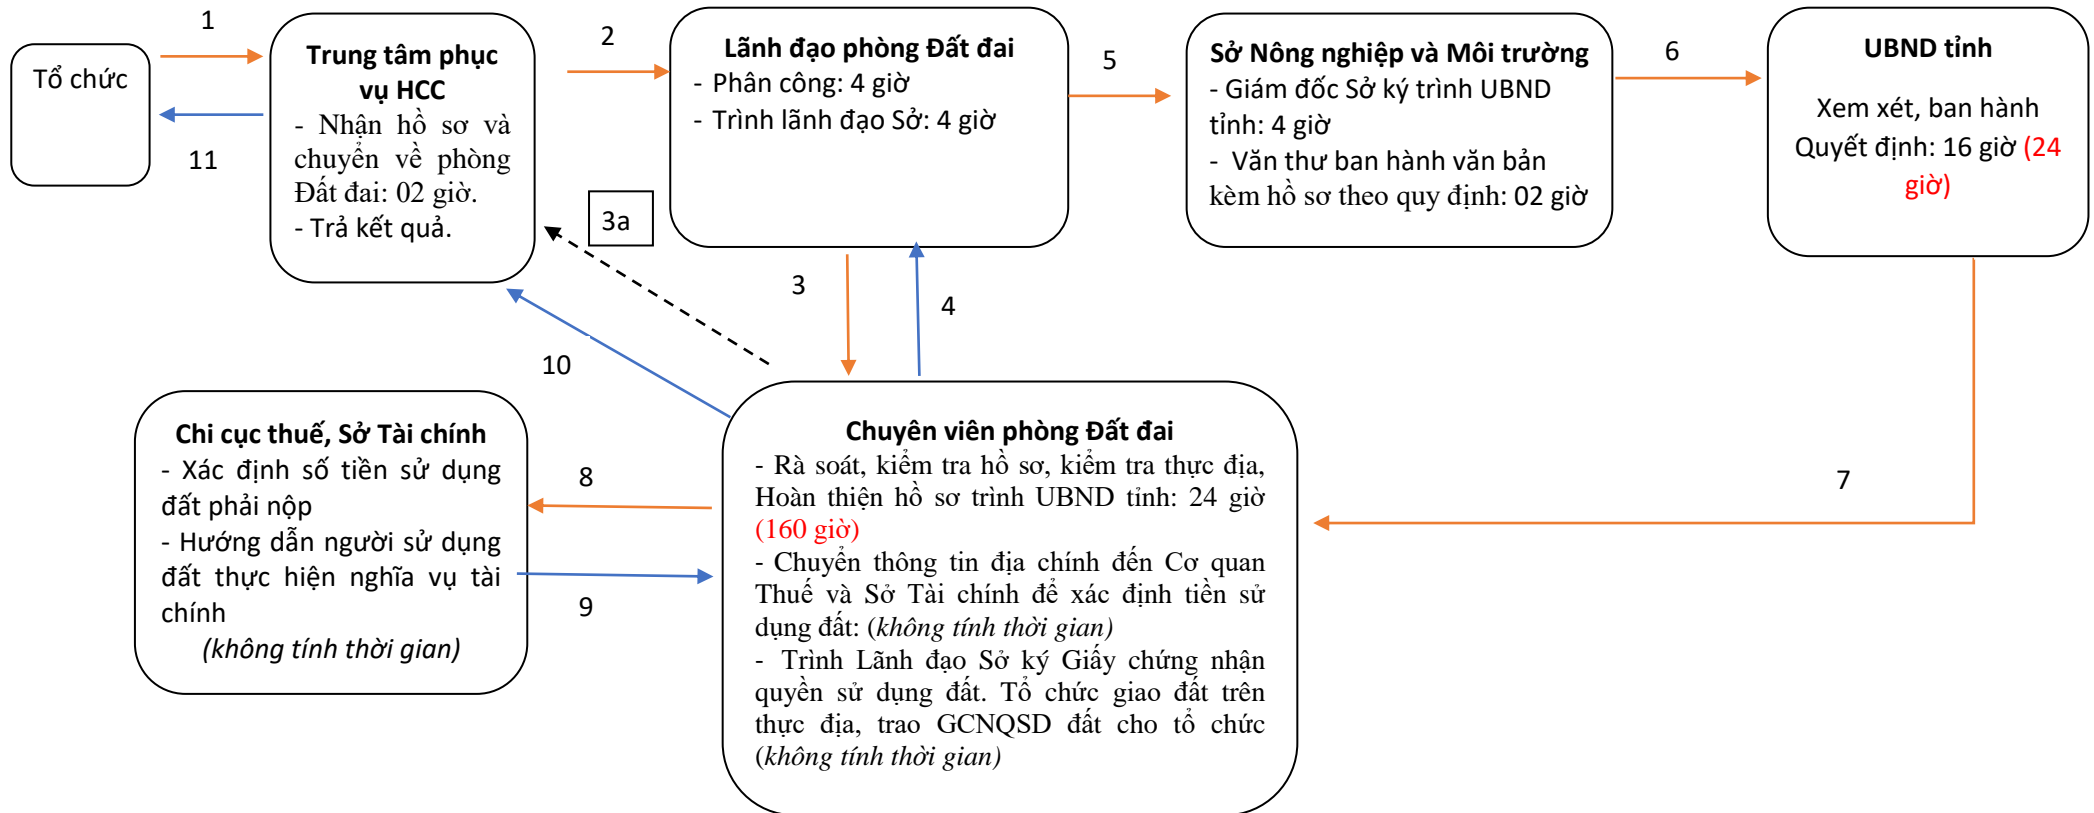 1
Tổ chức
11
Trung tâm phục
vụ HCC
- Nhận hồ sơ và
chuyển về phòng
Đất đai: 02 giờ.
- Trả kết quả.
2
3a
Lãnh đạo phòng Đất đai
- Phân công: 4 giờ
- Trình lãnh đạo Sở: 4 giờ
5
Sở Nông nghiệp và Môi trường
- Giám đốc Sở ký trình UBND
tỉnh: 4 giờ
- Văn thư ban hành văn bản
kèm hồ sơ theo quy định: 02 giờ
6
UBND tỉnh
Xem xét, ban hành
Quyết định: 16 giờ (24
giờ)
3
4
10
Chi cục thuế, Sở Tài chính
- Xác định số tiền sử dụng
đất phải nộp
- Hướng dẫn người sử dụng
đất thực hiện nghĩa vụ tài
chính
(không tính thời gian)
8
9
Chuyên viên phòng Đất đai
- Rà soát, kiểm tra hồ sơ, kiểm tra thực địa,
Hoàn thiện hồ sơ trình UBND tỉnh: 24 giờ
(160 giờ)
- Chuyển thông tin địa chính đến Cơ quan
Thuế và Sở Tài chính để xác định tiền sử
dụng đất: (không tính thời gian)
- Trình Lãnh đạo Sở ký Giấy chứng nhận
quyền sử dụng đất. Tổ chức giao đất trên
thực địa, trao GCNQSD đất cho tổ chức
(không tính thời gian)
7